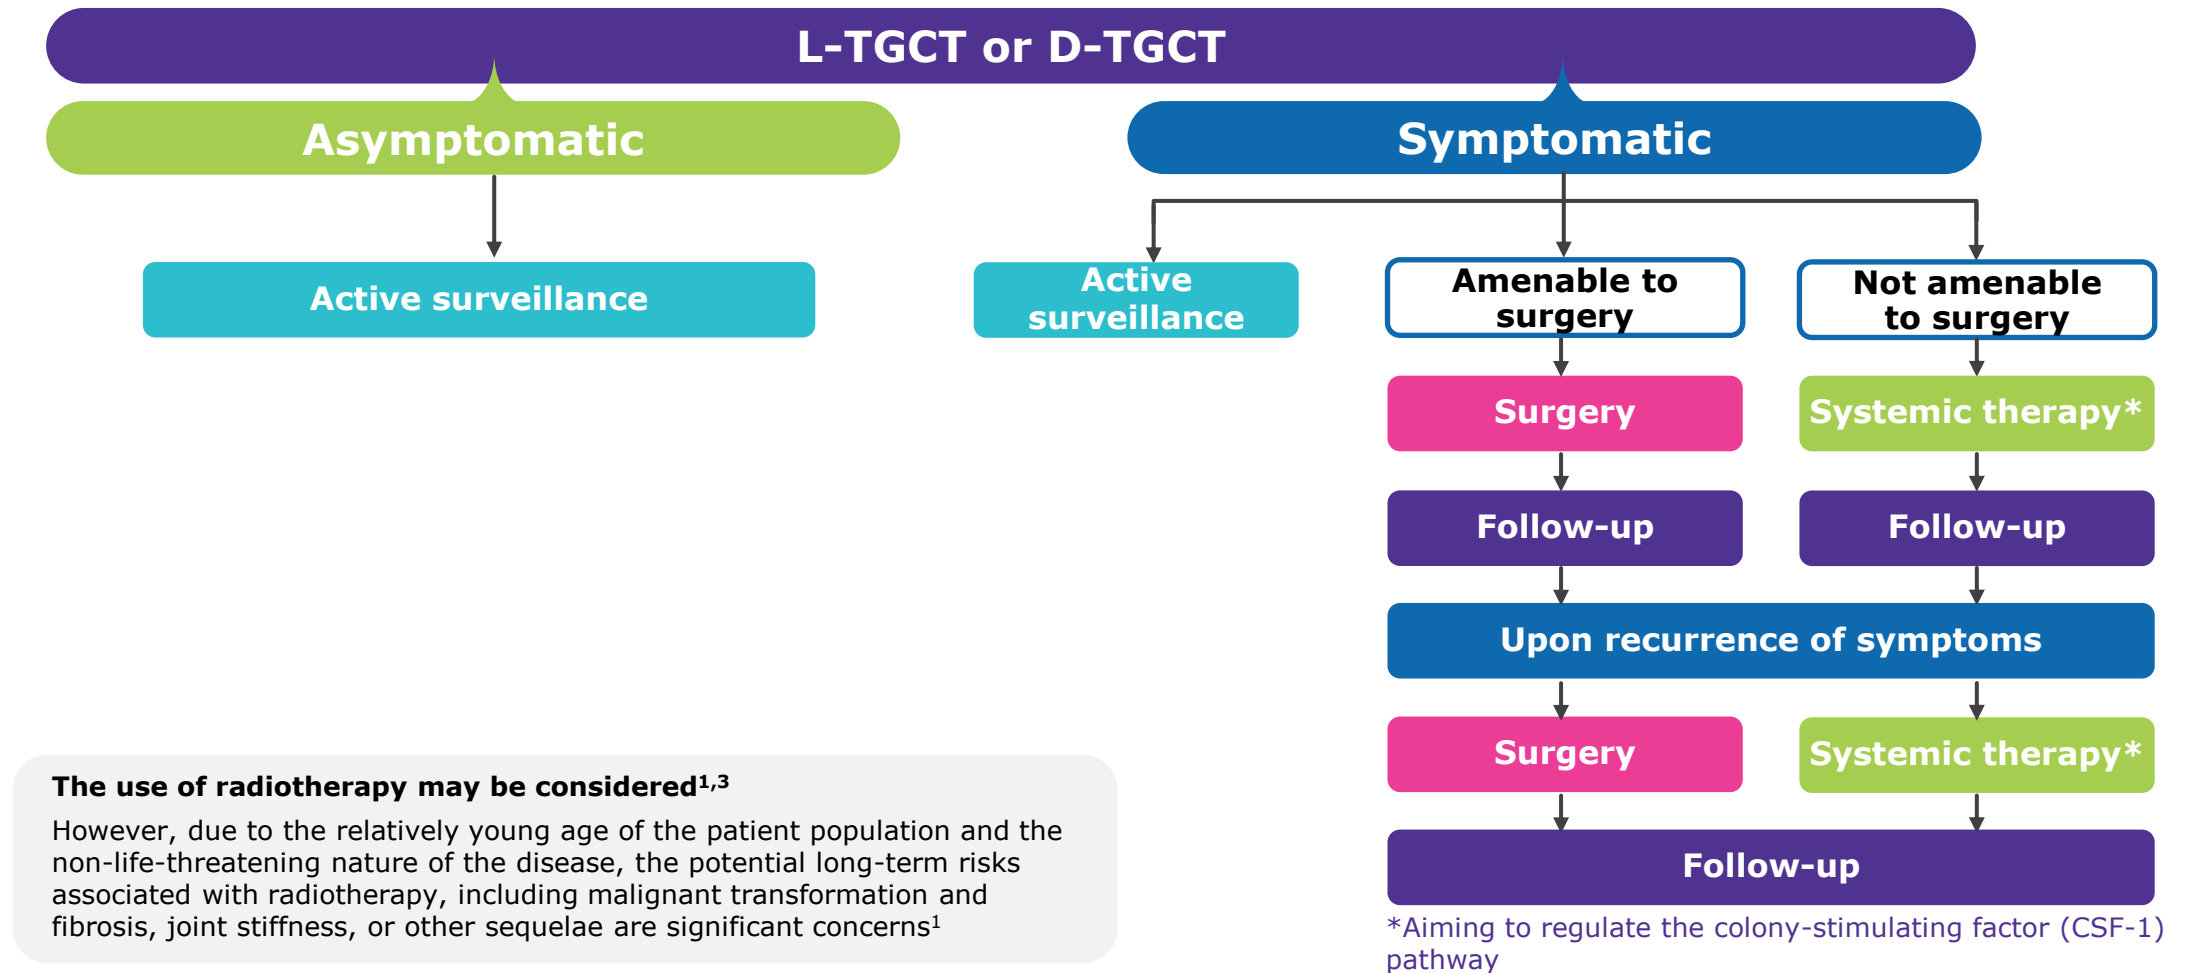 L-TGCT or D-TGCT
Asymptomatic
Symptomatic
Active surveillance
Active
surveillance
Amenable to
surgery
Not amenable
to surgery
Surgery
Systemic therapy*
Follow-up
Follow-up
Upon recurrence of symptoms
Surgery
Systemic therapy*
Follow-up
*Aiming to regulate the colony-stimulating factor (CSF-1)
pathway
The use of radiotherapy may be considered¹,³
However, due to the relatively young age of the patient population and the
non-life-threatening nature of the disease, the potential long-term risks
associated with radiotherapy, including malignant transformation and
fibrosis, joint stiffness, or other sequelae are significant concerns¹